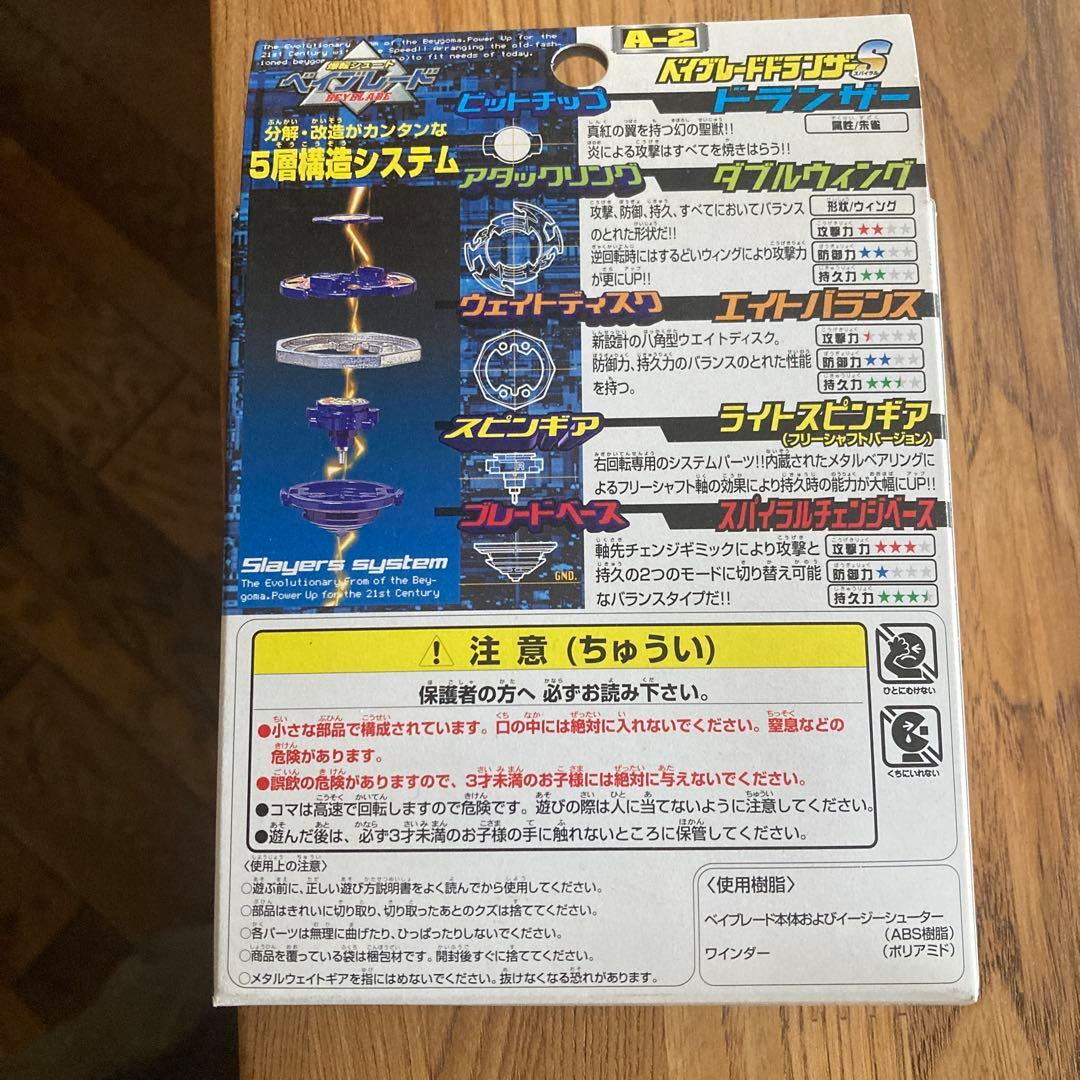 The Evolutionary From of the Beygoma.Power Up for the
21st Century wit Speed!! Arranging the old-fash-
ioned beygom to fit needs of today.
爆転シュート
ベイブレード
BEYBLADE
分解・改造がカンタンな
5層構造システム
5layers system
The Evolutionary From of the Bey-
goma.Power Up for the 21st Century
A-2
ベイブレードドランザーS
スパイラル
ビットチップ
ドランザー
真紅の翼を持つ幻の聖獣!!
炎による攻撃はすべてを焼きはらう!!
属性/朱雀
アタックリング
ダブルウィング
攻撃、防御、持久、すべてにおいてバランス
のとれた形状だ!!
逆回転時にはするどいウィングにより攻撃力
が更にUP!!
形状/ウィング
攻撃力★★★★
防御力★★★★
持久力★★★★
ウェイトディスク
エイトバランス
新設計の八角型ウエイトディスク。
防御力、持久力のバランスのとれた性能
を持つ。
攻撃力★★★★
防御力★★★★
持久力★★★★
スピンギア
ライトスピンギア
(フリーシャフトバージョン)
右回転専用のシステムパーツ!!内蔵されたメタルベアリングに
よるフリーシャフト軸の効果により持久時の能力が大幅にUP!!
R
ブレードベース
スパイラルチェンジベース
軸先チェンジギミックにより攻撃と
持久の2つのモードに切り替え可能
なバランスタイプだ!!
攻撃力★★★★
防御力★★★★
持久力★★★★
GND.
注意(ちゅうい)
保護者の方へ 必ずお読み下さい。
●小さな部品で構成されています。口の中には絶対に入れないでください。窒息などの
危険があります。
●誤飲の危険がありますので、3才未満のお子様には絶対に与えないでください。
●コマは高速で回転しますので危険です。遊びの際は人に当てないように注意してください。
●遊んだ後は、必ず3才未満のお子様の手に触れないところに保管してください。
ひとにむけない
くちにいれない
〈使用上の注意〉
○遊ぶ前に、正しい遊び方説明書をよく読んでから使用してください。
○部品はきれいに切り取り、切り取ったあとのクズは捨ててください。
○各パーツは無理に曲げたり、ひっぱったりしないでください。
○商品を覆っている袋は梱包材です。開封後すぐに捨ててください。
○メタルウェイトギアを指にはめないでください。抜けなくなる恐れがあります。
〈使用樹脂〉
ベイブレード本体およびイージーシューター
(ABS樹脂)
ワインダー (ポリアミド)